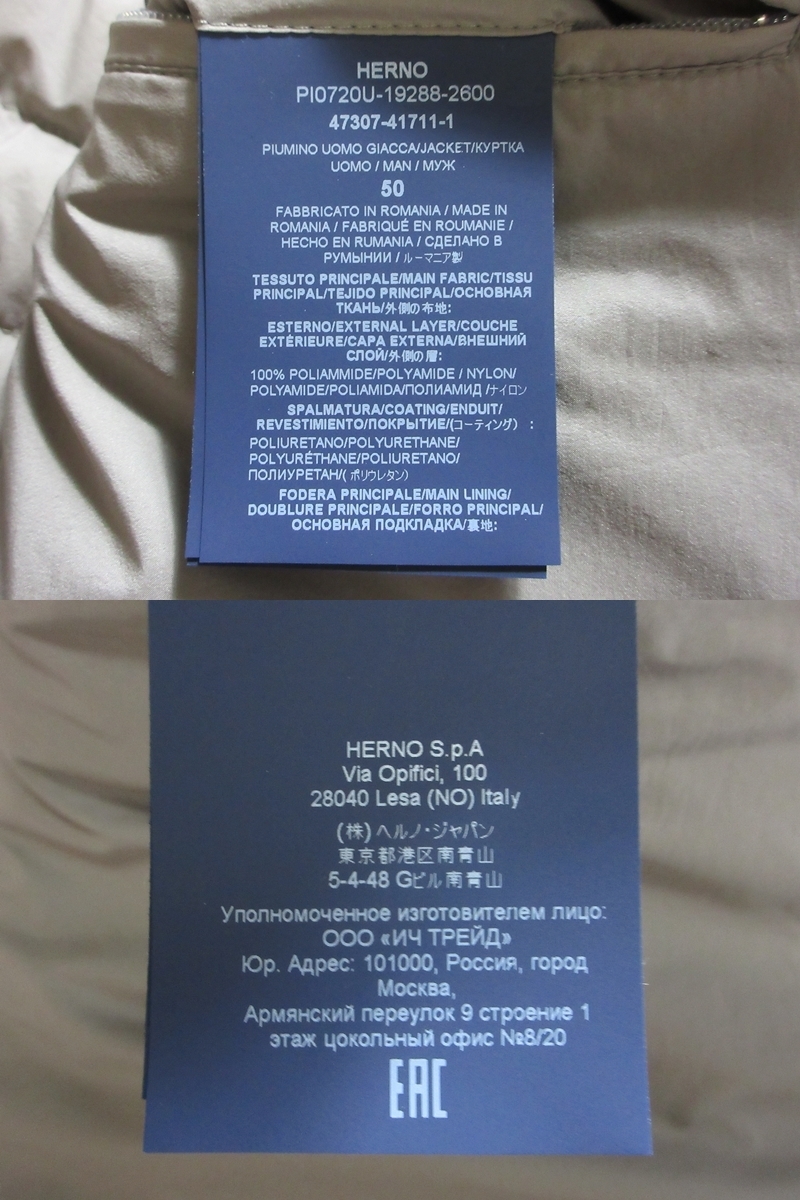 HERNO
PI0720U-19288-2600
47307-41711-1
PIUMINO UOMO GIACCA/JACKET/КУРТКА
UOMO / MAN / МУЖ
50
FABBRICATO IN ROMANIA / MADE IN
ROMANIA / FABRIQUÉ EN ROUMANIE /
HECHO EN RUMANIA / СДЕЛАНО В
РУМЫНИИ / ルーマニア製
TESSUTO PRINCIPALE/MAIN FABRIC/TISSU
PRINCIPAL/TEJIDO PRINCIPAL/ОСНОВНАЯ
ТКАНЬ/外側の布地:
ESTERNO/EXTERNAL LAYER/COUCHE
EXTÉRIEURE/CAPA EXTERNA/ВНЕШНИЙ
СЛОЙ/外側の層:
100% POLIAMMIDE/POLYAMIDE / NYLON/
POLYAMIDE/POLIAMIDA/ПОЛИАМИД /ナイロン
SPALMATURA/COATING/ENDUIT/
REVESTIMIENTO/ПОКРЫТИЕ/(コーティング) :
POLIURETANO/POLYURETHANE/
POLYURÉTHANE/POLIURETANO/
ПОЛИУРЕТАН/( ポリウレタン)
FODERA PRINCIPALE/MAIN LINING/
DOUBLURE PRINCIPALE/FORRO PRINCIPAL/
ОСНОВНАЯ ПОДКЛАДКА/裏地:
HERNO S.p.A
Via Opifici, 100
28040 Lesa (NO) Italy
(株) ヘルノ・ジャパン
東京都港区南青山
5-4-48 Gビル南青山
Уполномоченное изготовителем лицо:
ООО «ИЧ ТРЕЙД»
Юр. Адрес: 101000, Россия, город
Москва,
Армянский переулок 9 строение 1
этаж цокольный офис №8/20
EAC